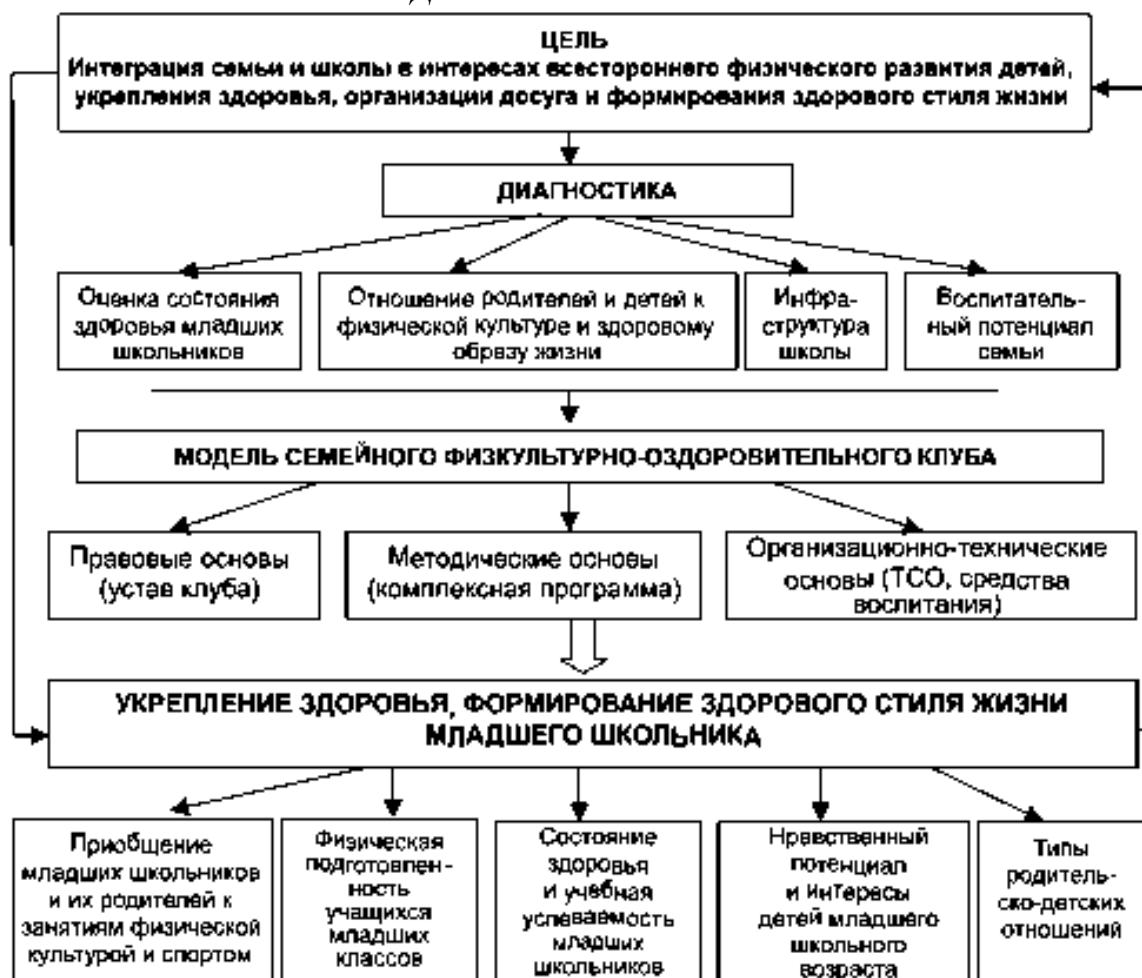 ЦЕЛЬ
Интеграция семьи и школы в интересах всестороннего физического развития детей,
укрепления здоровья, организации досуга и формирования здорового стиля жизни
ДИАГНОСТИКА
Оценка состояния
здоровья младших
школьников
Отношение родителей и детей к
физической культуре и здоровому
образу жизни
Инфра-
структура
школы
Воспитатель-
ный потенциал
семьи
МОДЕЛЬ СЕМЕЙНОГО ФИЗКУЛЬТУРНО-ОЗДОРОВИТЕЛЬНОГО КЛУБА
Правовые основы
(устав клуба)
Методические основы
(комплексная программа)
Организационно-технические
основы (ТСО, средства
воспитания)
УКРЕПЛЕНИЕ ЗДОРОВЬЯ, ФОРМИРОВАНИЕ ЗДОРОВОГО СТИЛЯ ЖИЗНИ
МЛАДШЕГО ШКОЛЬНИКА
Приобщение
младших школьников
и их родителей к
занятиям физической
культурой и спортом
Физическая
подготовлен-
ность
учащихся
младших
классов
Состояние
здоровья
и учебная
успеваемость
младших
школьников
Нравственный
потенциал
и интересы
детей младшего
школьного
возраста
Типы
родитель-
ско-детских
отношений